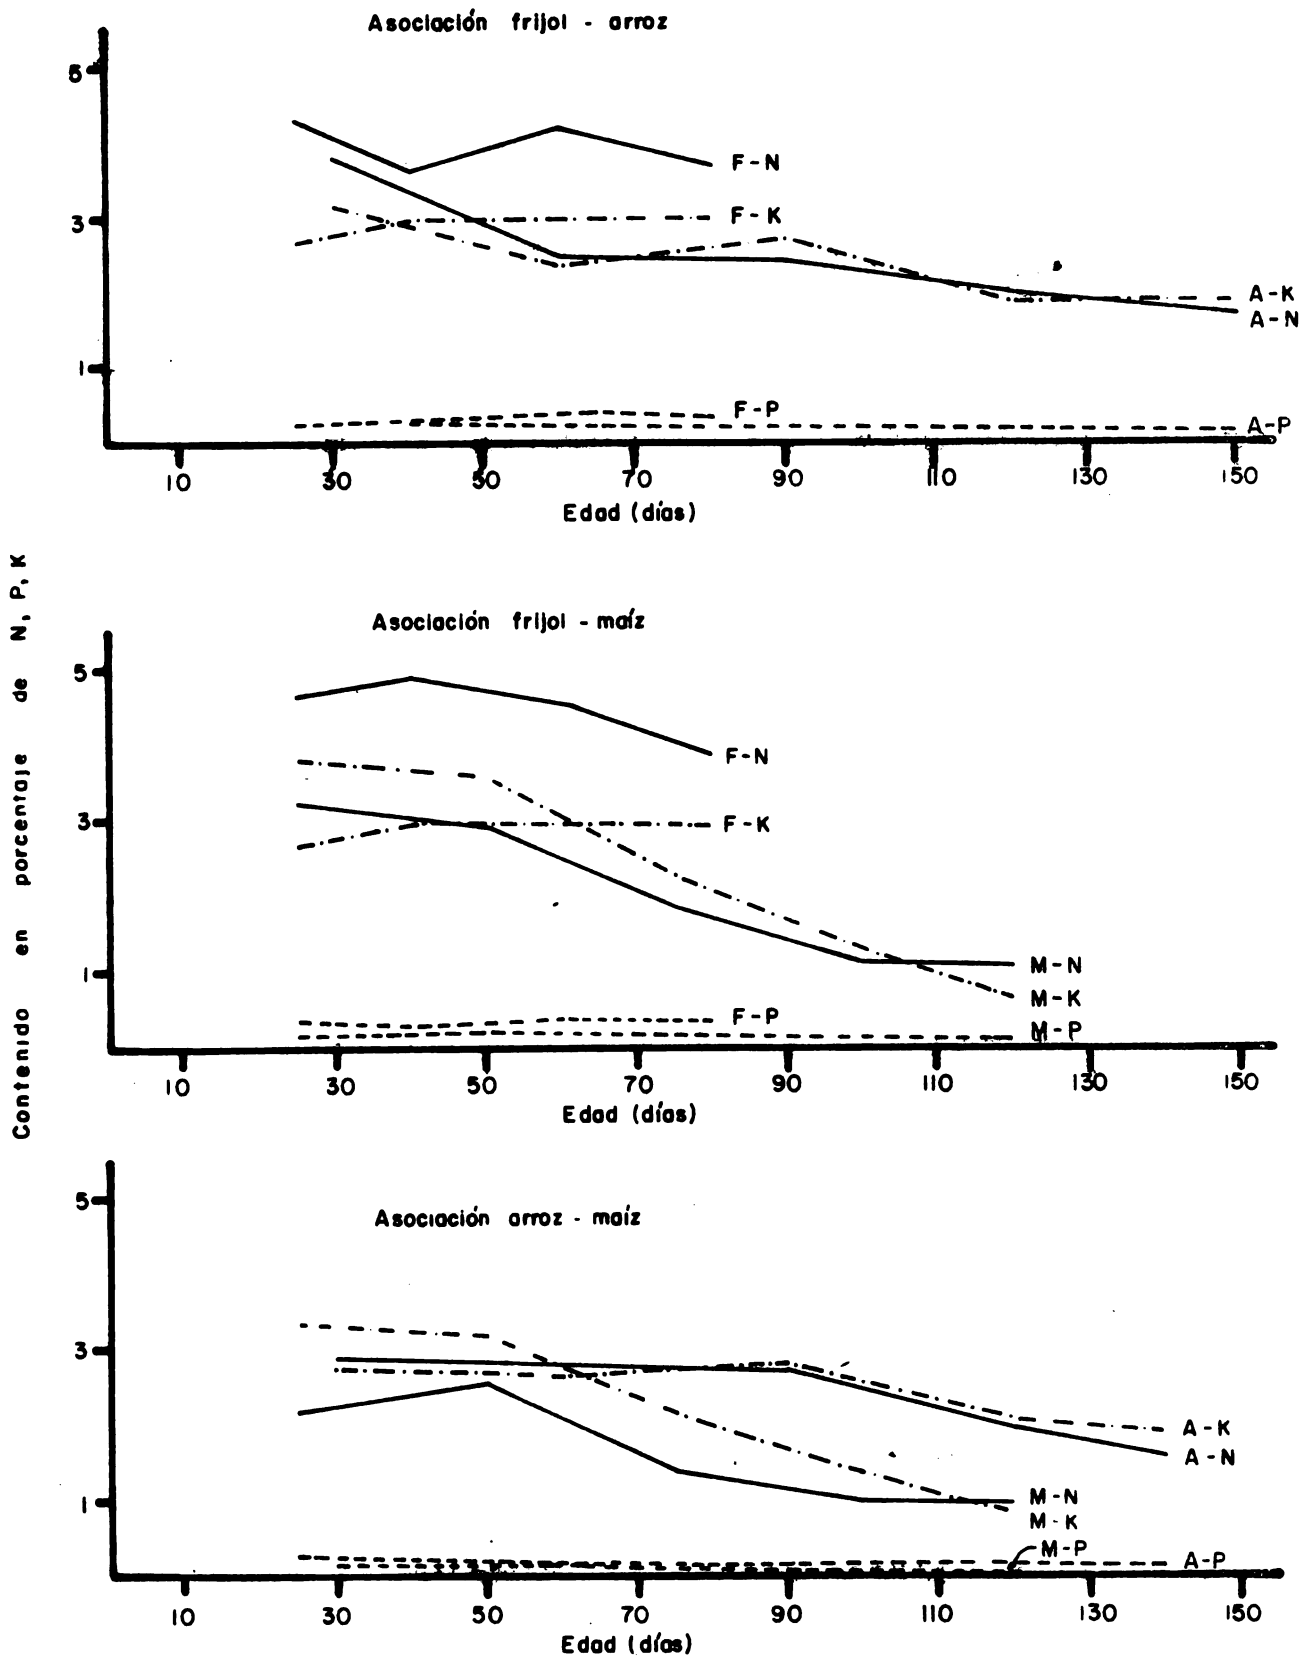 Asociación frijol - arroz
5
F-N
3
F-K
A-K
A-N
1
F-P
A-P
10 30 50 70 90 110 130 150
Edad (días)
Contenido en porcentaje de N, P, K
Asociación frijol - maíz
5
F-N
3
F-K
M-N
1
M-K
F-P
M-P
10 30 50 70 90 110 130 150
Edad (días)
5
Asociación arroz - maíz
3
A-K
A-N
M-N
1
M-K
M-P
A-P
10 30 50 70 90 110 130 150
Edad (días)